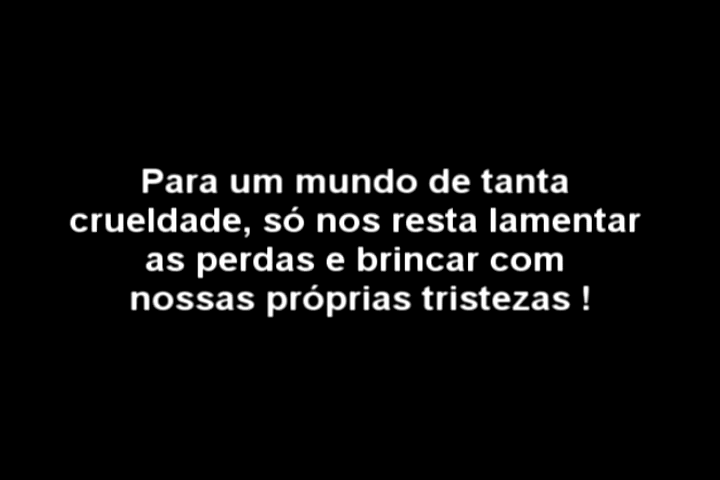 Para um mundo de tanta
crueldade, só nos resta lamentar
as perdas e brincar com
nossas próprias tristezas !